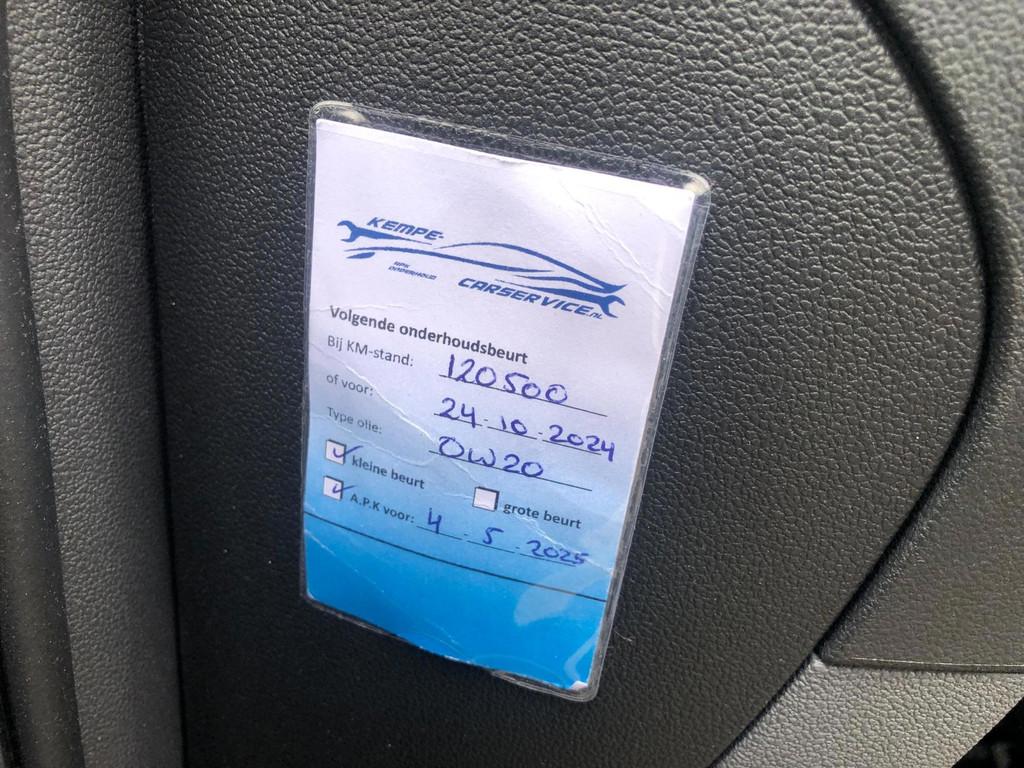 KEMPE-
APK
ONDERHOUD
CARSERVICE.NL
Volgende onderhoudsbeurt
Bij KM-stand: 120500
of voor: 24-10-2024
Type olie: 0W20
kleine beurt grote beurt
A.P.K voor: 4-5-2025